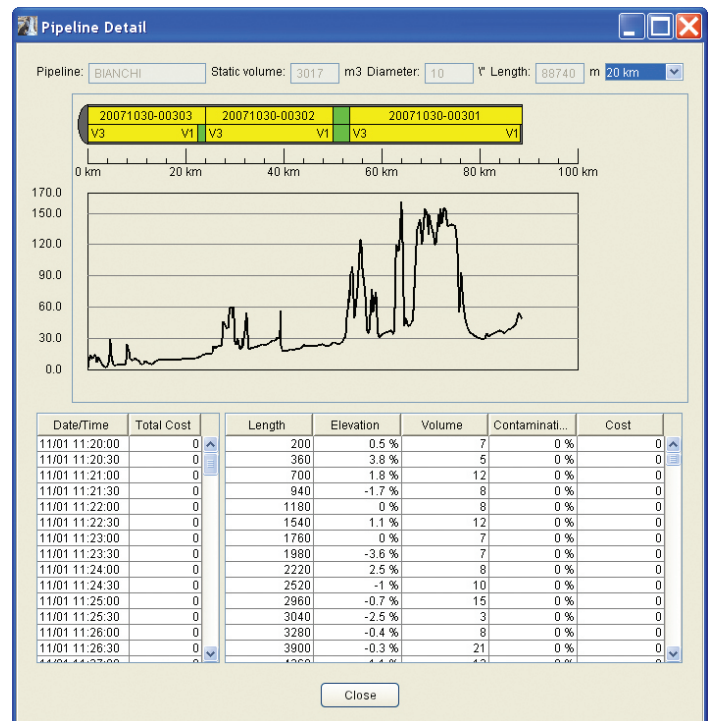 Pipeline Detail
Pipeline: BIANCHI Static volume: 3017 m3 Diameter: 10 \" Length: 88740 m 20 km
20071030-00303 20071030-00302 20071030-00301
V3 V1 V3 V1 V3 V1
0 km 20 km 40 km 60 km 80 km 100 km
170.0
150.0
120.0
90.0
60.0
30.0
0.0
Date/Time Total Cost Length Elevation Volume Contaminati... Cost
11/01 11:20:00 0 200 0.5 % 7 0 % 0
11/01 11:20:30 0 360 3.8 % 5 0 % 0
11/01 11:21:00 0 700 1.8 % 12 0 % 0
11/01 11:21:30 0 940 -1.7 % 8 0 % 0
11/01 11:22:00 0 1180 0 % 8 0 % 0
11/01 11:22:30 0 1540 1.1 % 12 0 % 0
11/01 11:23:00 0 1760 0 % 7 0 % 0
11/01 11:23:30 0 1980 -3.6 % 7 0 % 0
11/01 11:24:00 0 2220 2.5 % 8 0 % 0
11/01 11:24:30 0 2520 -1 % 10 0 % 0
11/01 11:25:00 0 2960 -0.7 % 15 0 % 0
11/01 11:25:30 0 3040 -2.5 % 3 0 % 0
11/01 11:26:00 0 3280 -0.4 % 8 0 % 0
11/01 11:26:30 0 3900 -0.3 % 21 0 % 0
Close